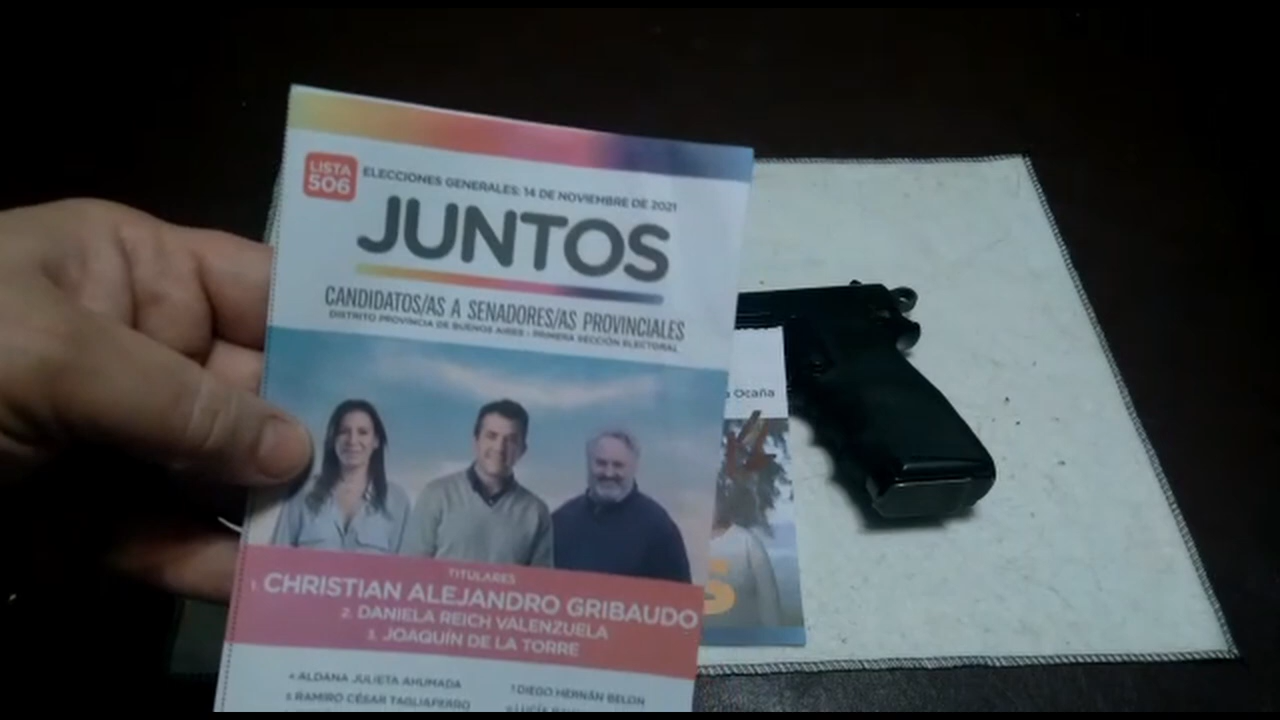 LISTA
506
ELECCIONES GENERALES: 14 DE NOVIEMBRE DE 2021
JUNTOS
CANDIDATOS/AS A SENADORES/AS PROVINCIALES
DISTRITO PROVINCIA DE BUENOS AIRES - PRIMERA SECCIÓN ELECTORAL
Ocaña
TITULARES
1. CHRISTIAN ALEJANDRO GRIBAUDO
2. DANIELA REICH VALENZUELA
3. JOAQUÍN DE LA TORRE
4. ALDANA JULIETA AHUMADA
1 DIEGO HERNÁN BELON
5. RAMIRO CÉSAR TAGLIAFERRO